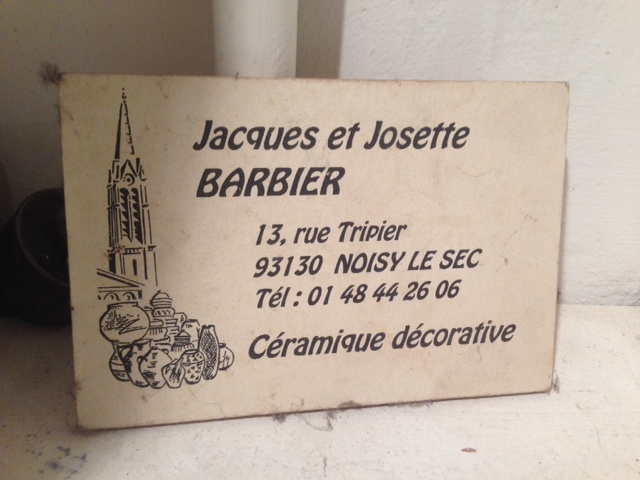 Jacques et Josette
BARBIER
13, rue Tripier
93130 NOISY LE SEC
Tél : 01 48 44 26 06
Céramique décorative